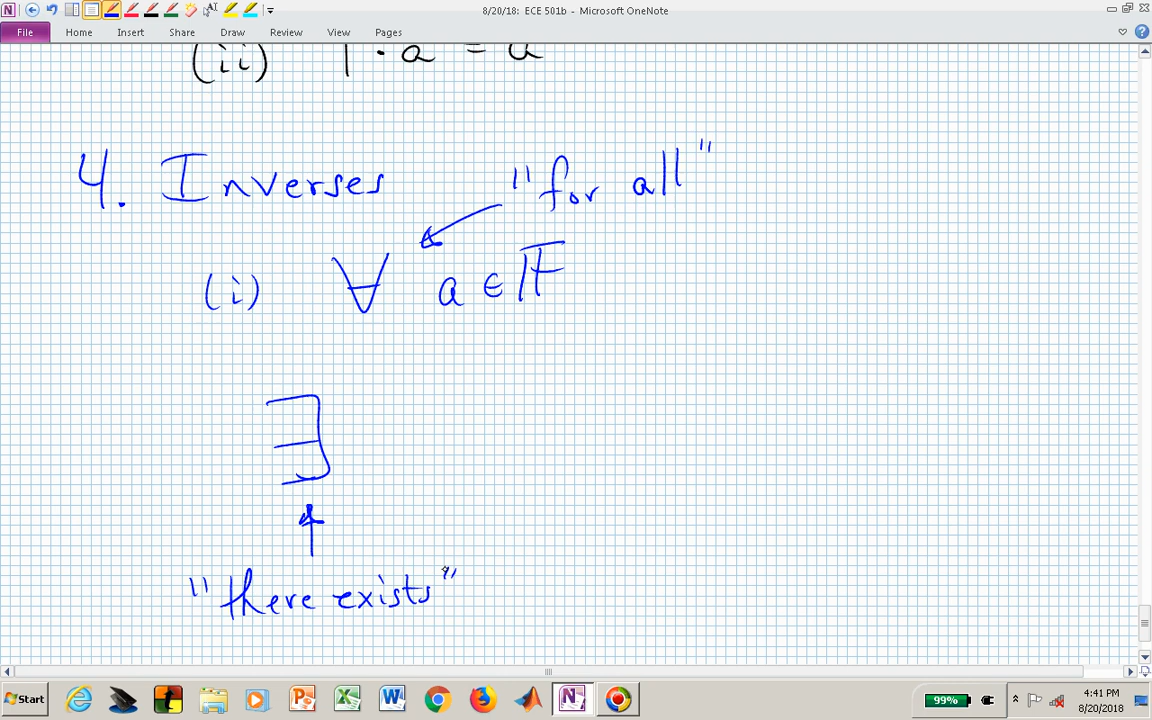 8/20/18: ECE 501b - Microsoft OneNote
File Home Insert Share Draw Review View Pages
(ii) 1 · a = a
4. Inverses "for all"
(i) ∀ a ∈ 𝔽
∃
"there exists"
Start 99% 4:41 PM
8/20/2018